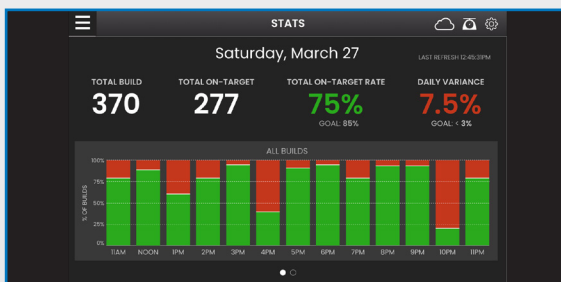 STATS
Saturday, March 27
LAST REFRESH 12:45:31PM
TOTAL BUILD
370
TOTAL ON-TARGET
277
TOTAL ON-TARGET RATE
75%
GOAL: 85%
DAILY VARIANCE
7.5%
GOAL: < 3%
ALL BUILDS
% OF BUILDS
100%
75%
50%
25%
0%
11AM NOON 1PM 2PM 3PM 4PM 5PM 6PM 7PM 8PM 9PM 10PM 11PM